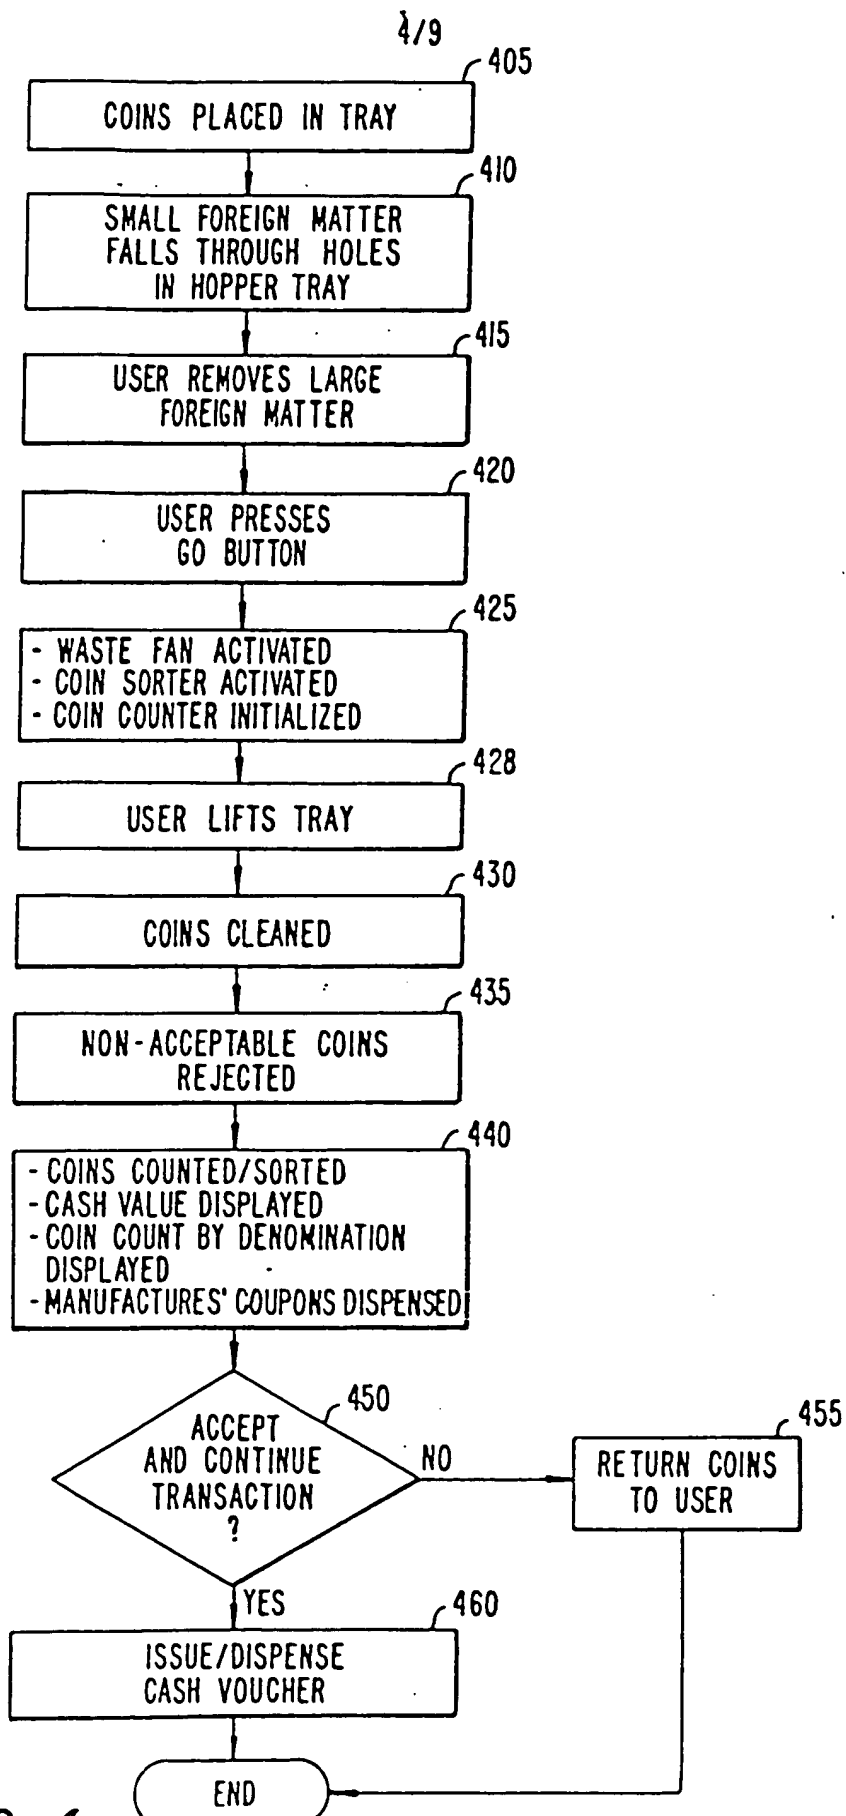 4/9
405
COINS PLACED IN TRAY
410
SMALL FOREIGN MATTER
FALLS THROUGH HOLES
IN HOPPER TRAY
415
USER REMOVES LARGE
FOREIGN MATTER
420
USER PRESSES
GO BUTTON
425
- WASTE FAN ACTIVATED
- COIN SORTER ACTIVATED
- COIN COUNTER INITIALIZED
428
USER LIFTS TRAY
430
COINS CLEANED
435
NON-ACCEPTABLE COINS
REJECTED
440
- COINS COUNTED/SORTED
- CASH VALUE DISPLAYED
- COIN COUNT BY DENOMINATION
DISPLAYED
- MANUFACTURES' COUPONS DISPENSED
450
ACCEPT
AND CONTINUE
TRANSACTION
?
NO
455
RETURN COINS
TO USER
YES
460
ISSUE/DISPENSE
CASH VOUCHER
END